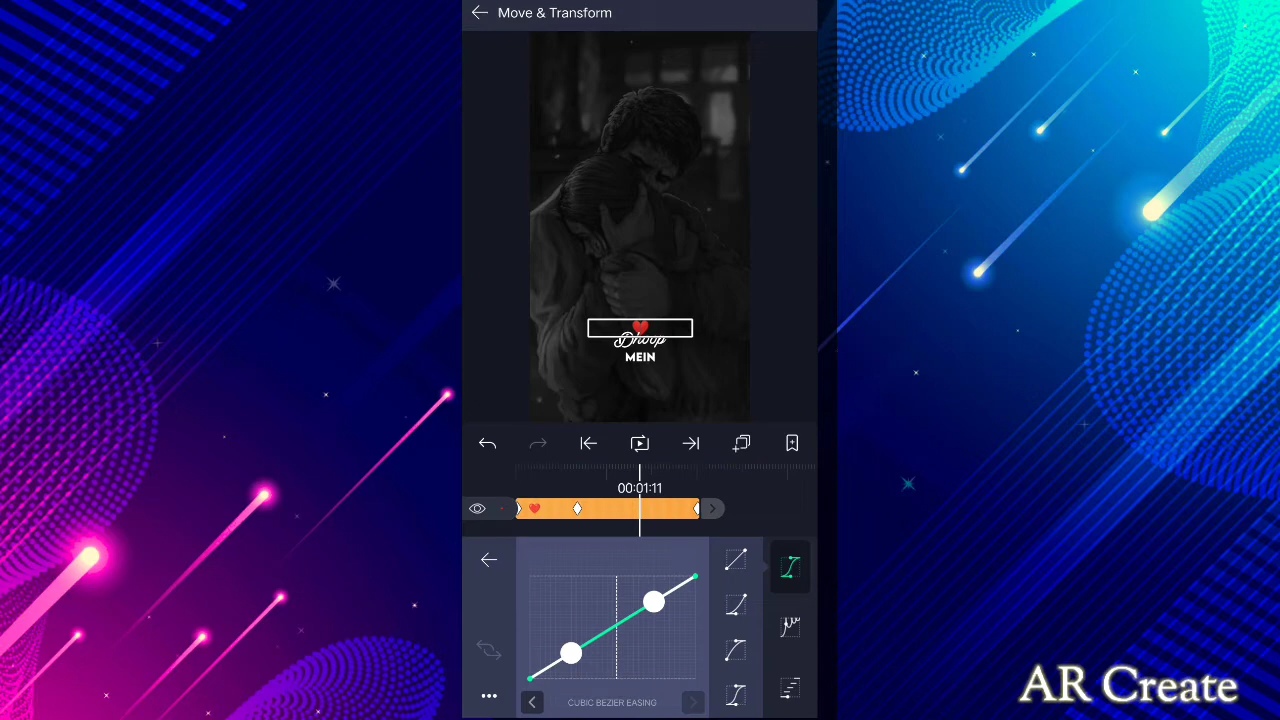 Move & Transform
Dhoop
MEIN
00:01:11
CUBIC BEZIER EASING
AR Create